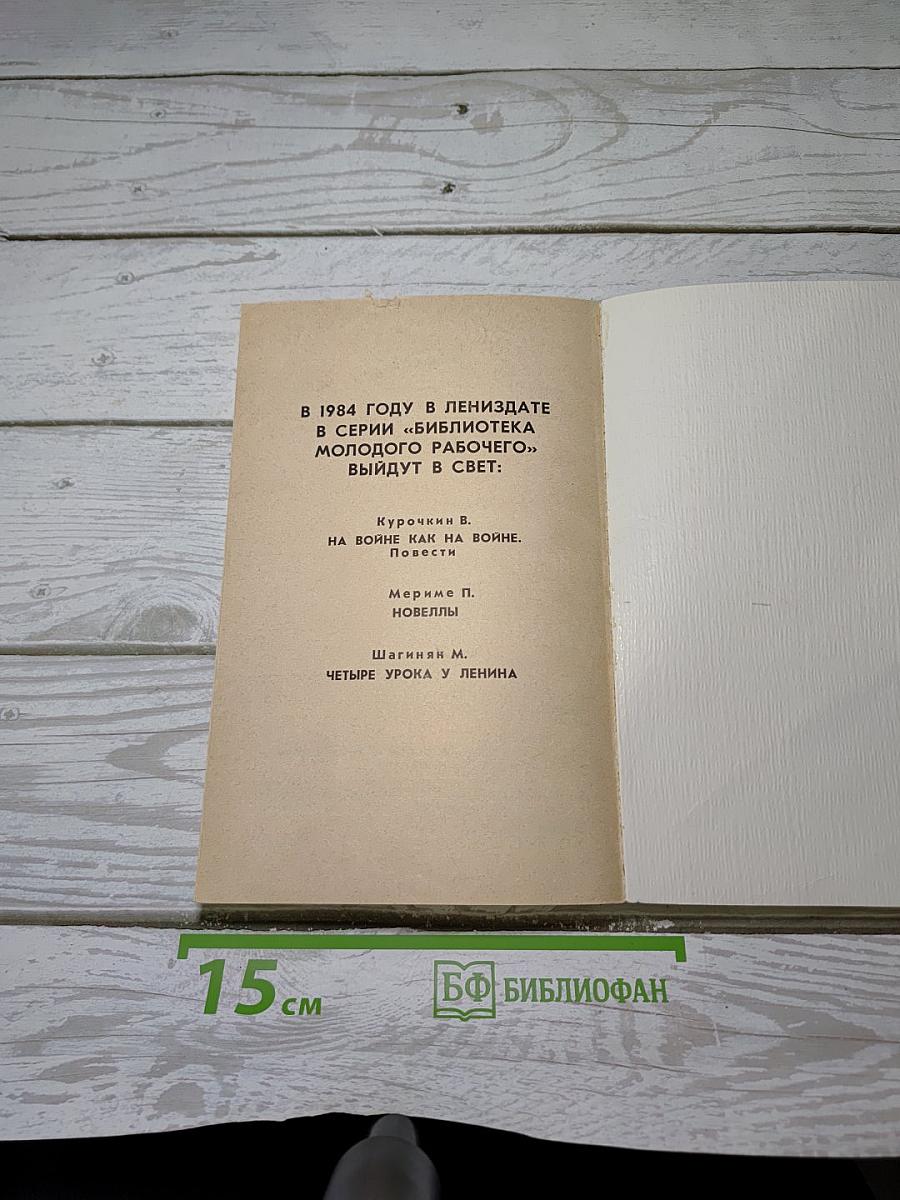 В 1984 ГОДУ В ЛЕНИЗДАТЕ
В СЕРИИ «БИБЛИОТЕКА
МОЛОДОГО РАБОЧЕГО»
ВЫЙДУТ В СВЕТ:
Курочкин В.
НА ВОЙНЕ КАК НА ВОЙНЕ.
Повести
Мериме П.
НОВЕЛЛЫ
Шагинян М.
ЧЕТЫРЕ УРОКА У ЛЕНИНА
15 см
БФ БИБЛИОФАН